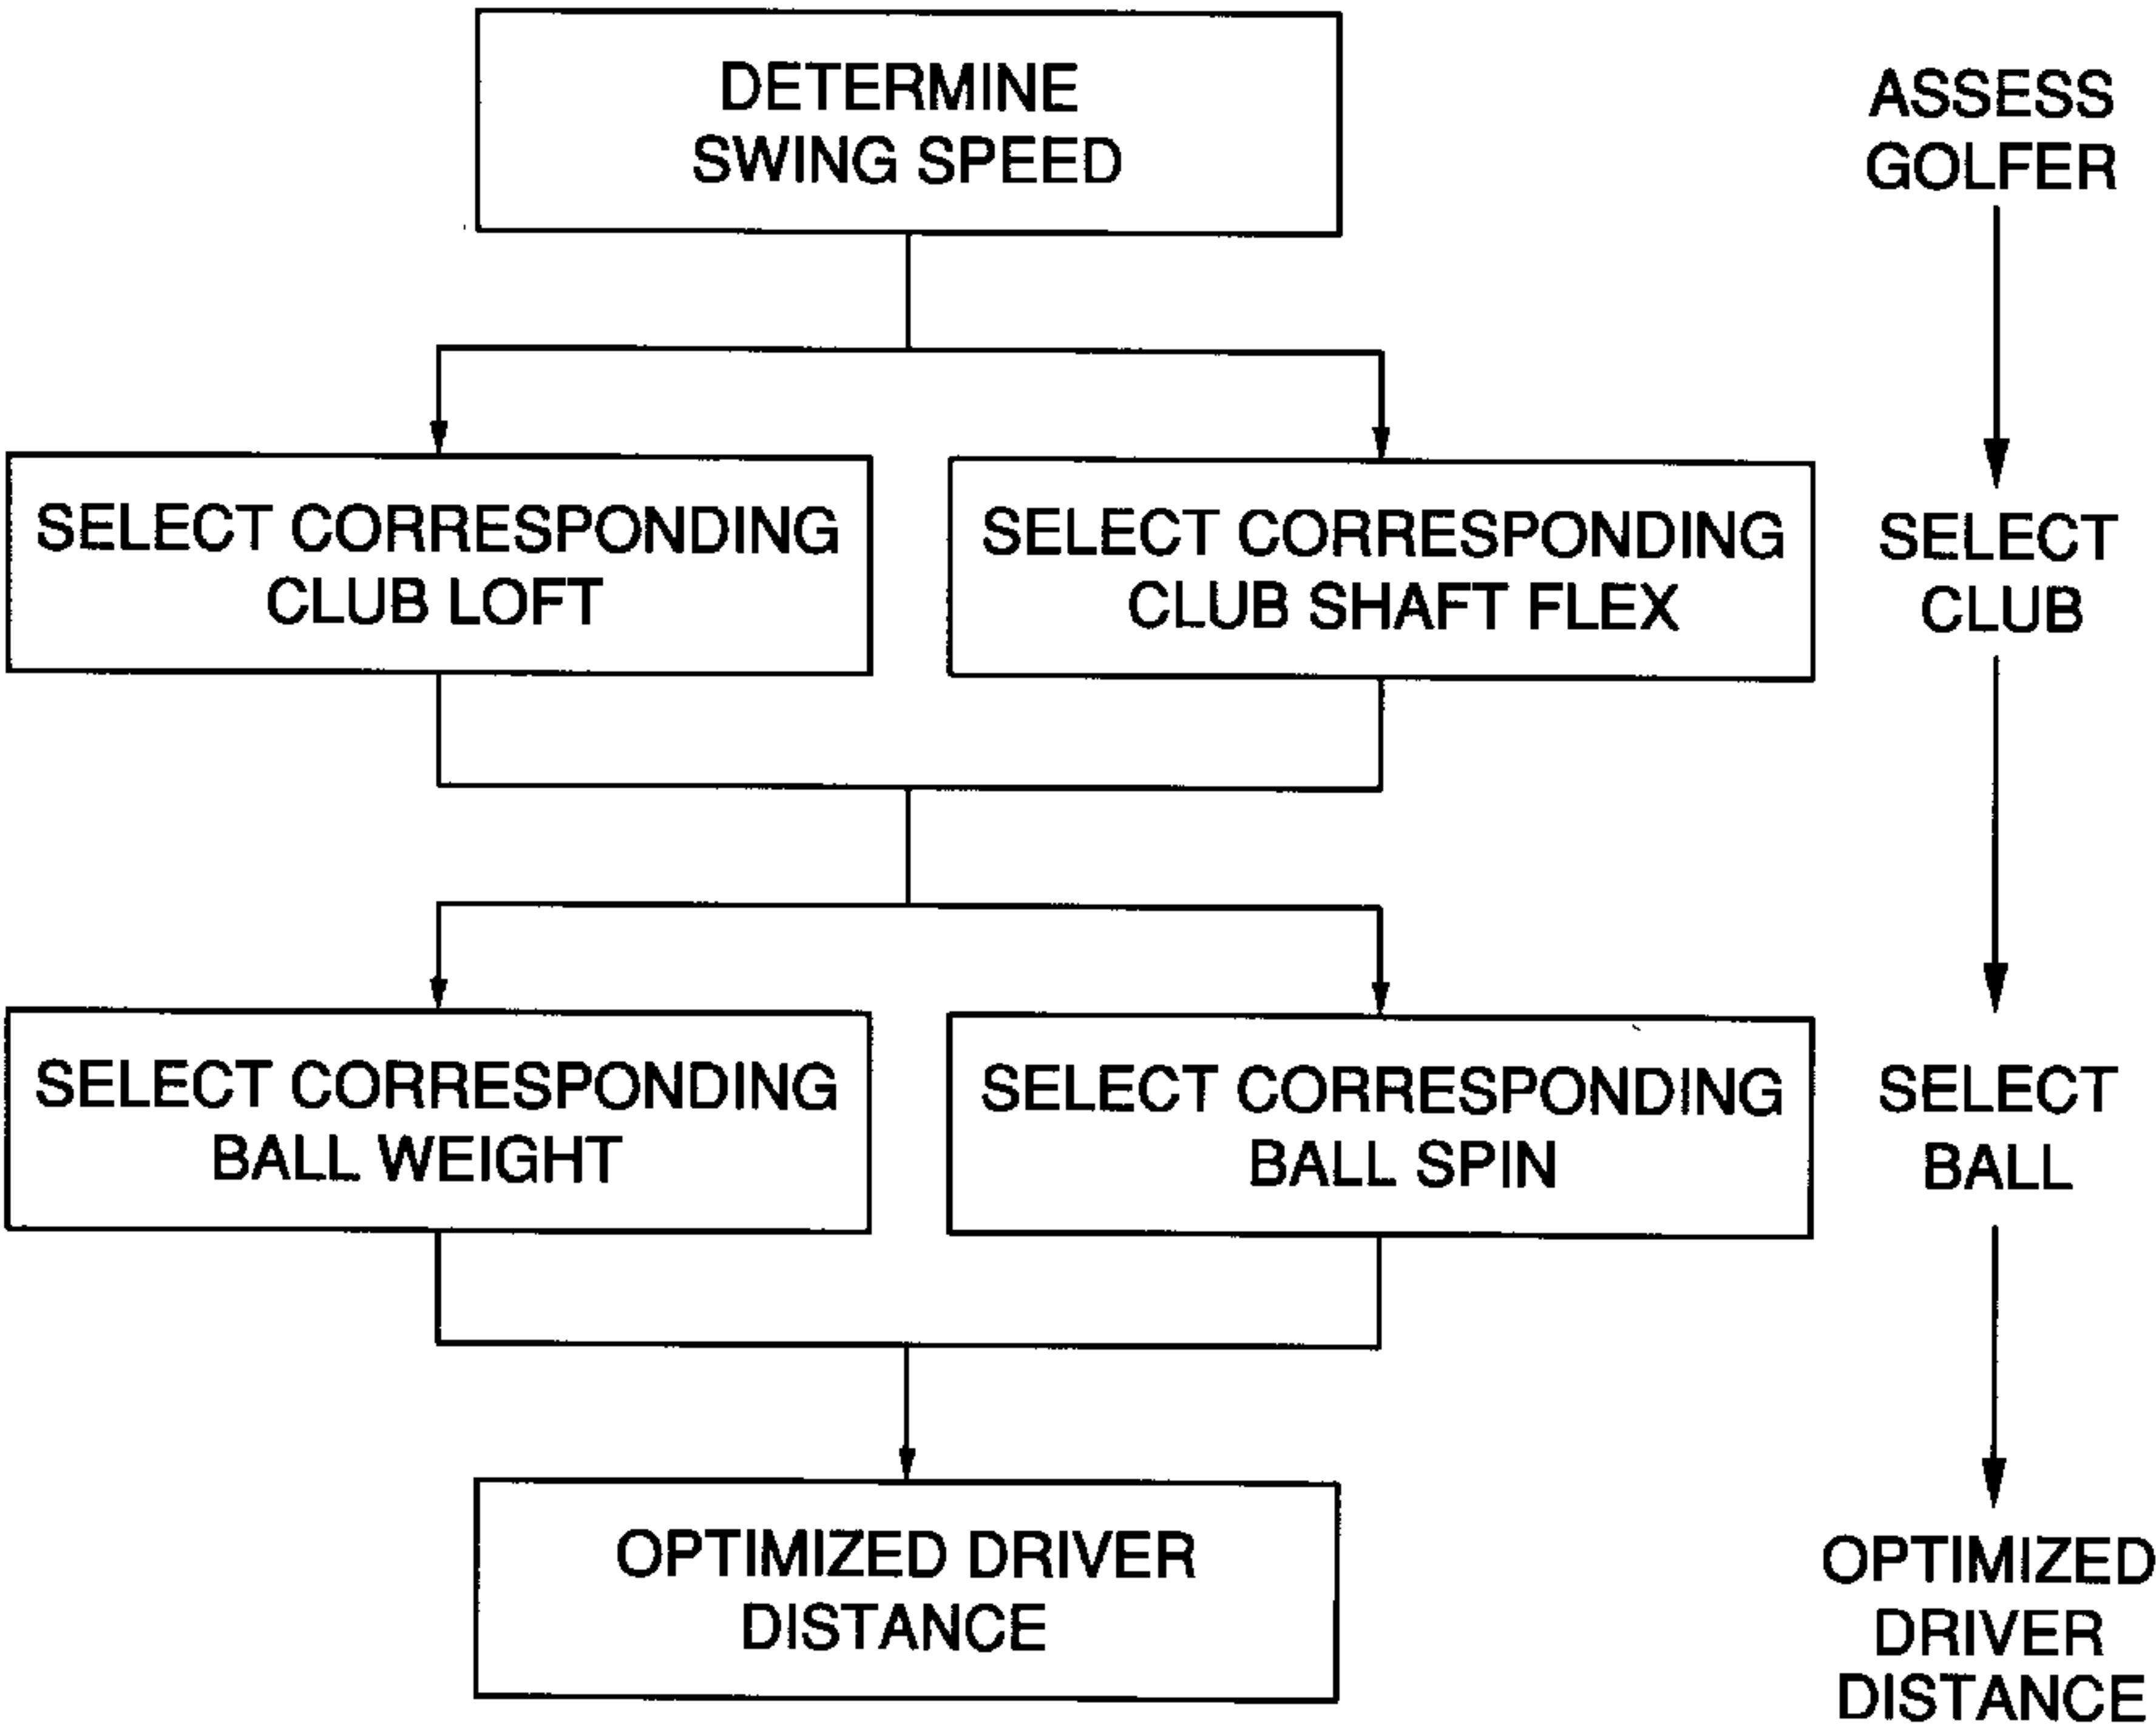 DETERMINE
SWING SPEED
ASSESS
GOLFER
SELECT CORRESPONDING
CLUB LOFT
SELECT CORRESPONDING
CLUB SHAFT FLEX
SELECT
CLUB
SELECT CORRESPONDING
BALL WEIGHT
SELECT CORRESPONDING
BALL SPIN
SELECT
BALL
OPTIMIZED DRIVER
DISTANCE
OPTIMIZED
DRIVER
DISTANCE